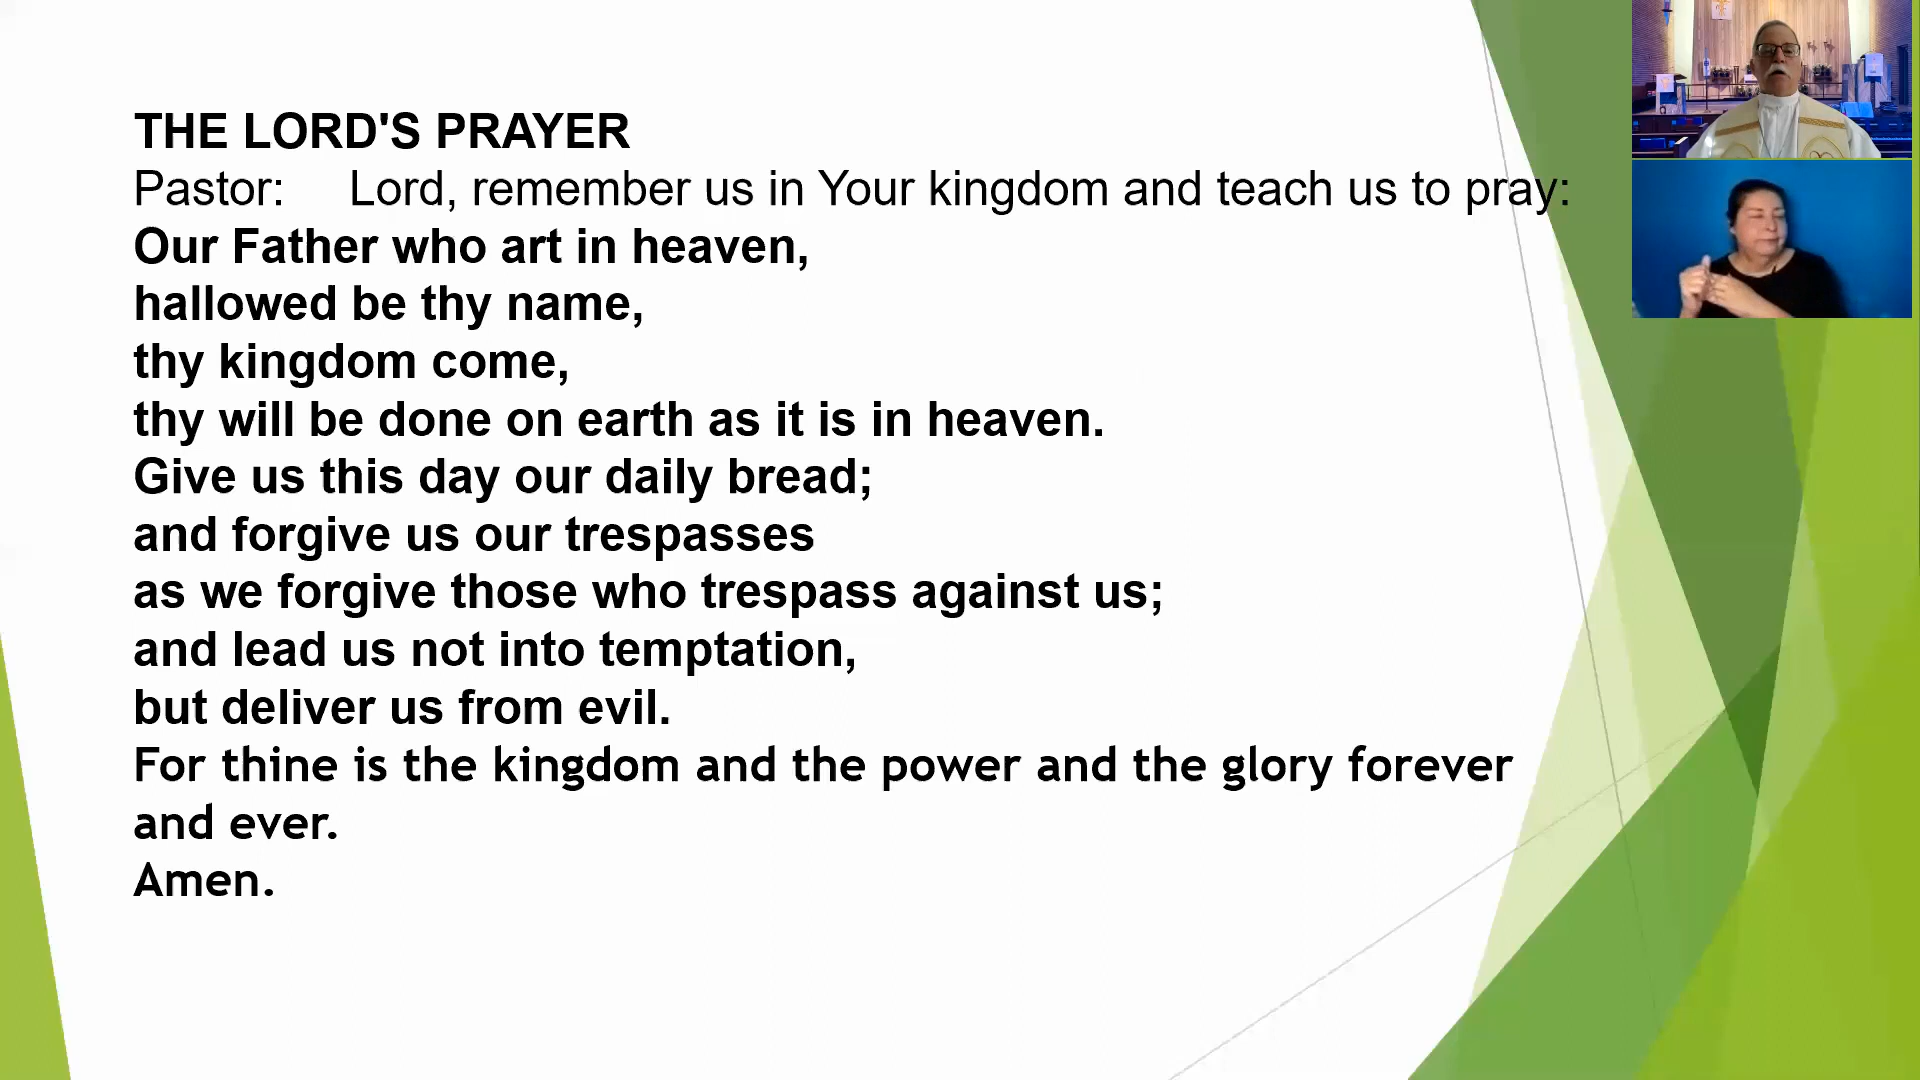 THE LORD'S PRAYER
Pastor: Lord, remember us in Your kingdom and teach us to pray:
Our Father who art in heaven,
hallowed be thy name,
thy kingdom come,
thy will be done on earth as it is in heaven.
Give us this day our daily bread;
and forgive us our trespasses
as we forgive those who trespass against us;
and lead us not into temptation,
but deliver us from evil.
For thine is the kingdom and the power and the glory forever
and ever.
Amen.